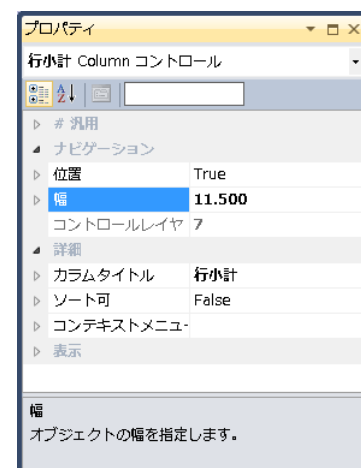 プロパティ
行小計 Column コントロール
# 汎用
ナビゲーション
位置 True
幅 11.500
コントロールレイヤ 7
詳細
カラムタイトル 行小計
ソート可 False
コンテキストメニュー
表示
幅
オブジェクトの幅を指定します。